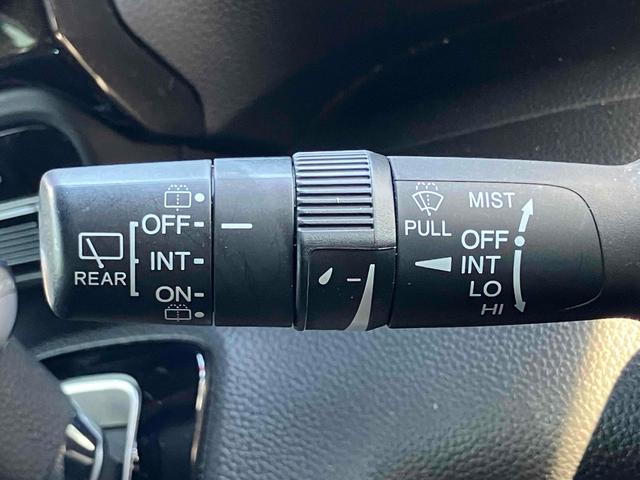 OFF
INT
REAR
ON
MIST
PULL
OFF
INT
LO
HI